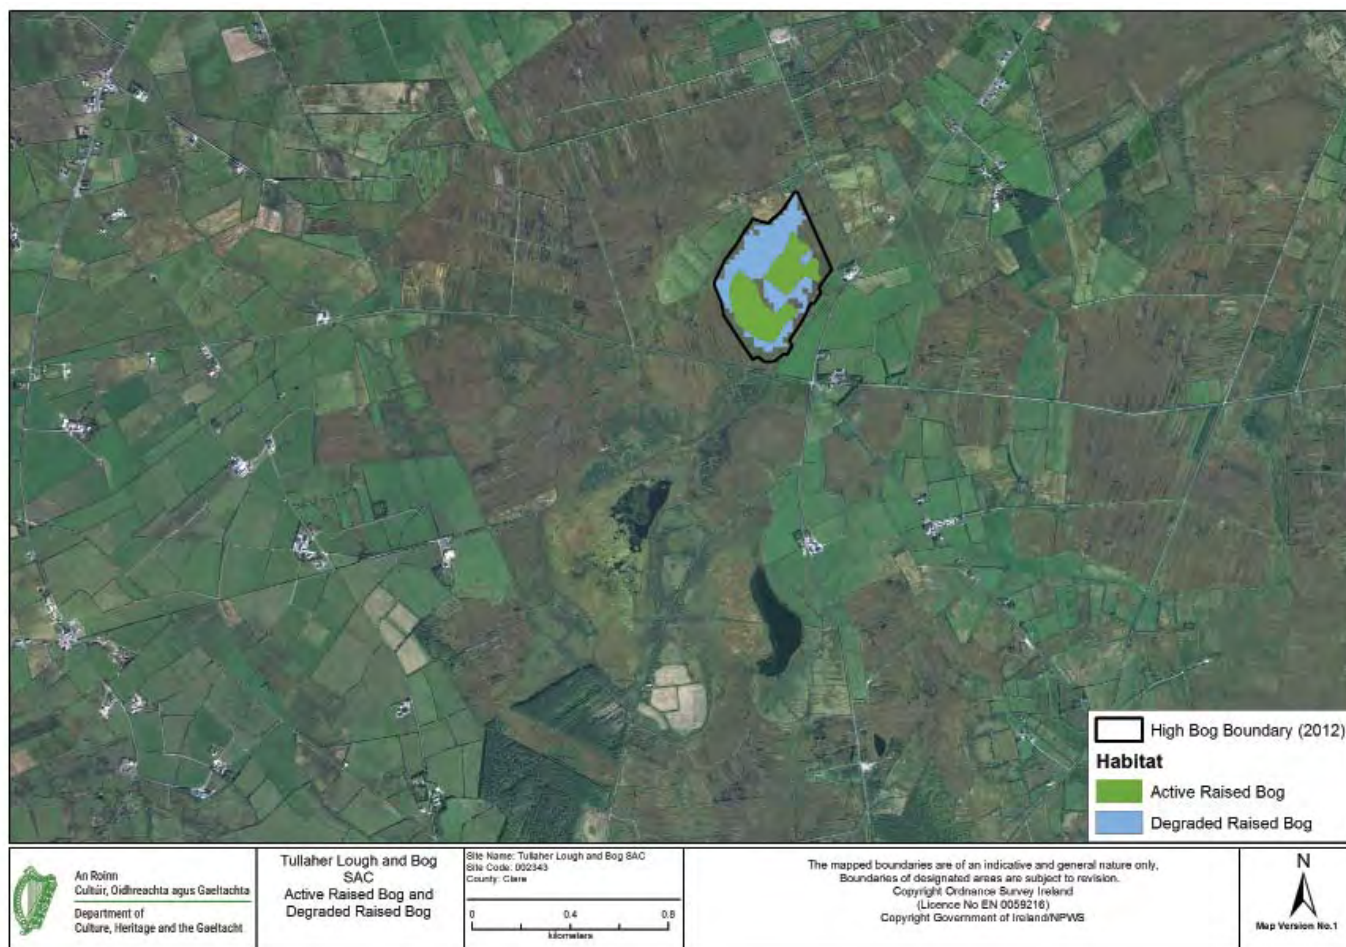 High Bog Boundary (2012)
Habitat
Active Raised Bog
Degraded Raised Bog
An Roinn
Cultúir, Oidhreachta agus Gaeltachta
Department of
Culture, Heritage and the Gaeltacht
Tullaher Lough and Bog
SAC
Active Raised Bog and
Degraded Raised Bog
Site Name: Tullaher Lough and Bog SAC
Site Code: 002343
County: Clare
0 0.4 0.8
kilometers
The mapped boundaries are of an indicative and general nature only,
Boundaries of designated areas are subject to revision.
Copyright Ordnance Survey Ireland
(Licence No EN 0059216)
Copyright Government of Ireland/NPWS
N
Map Version No.1